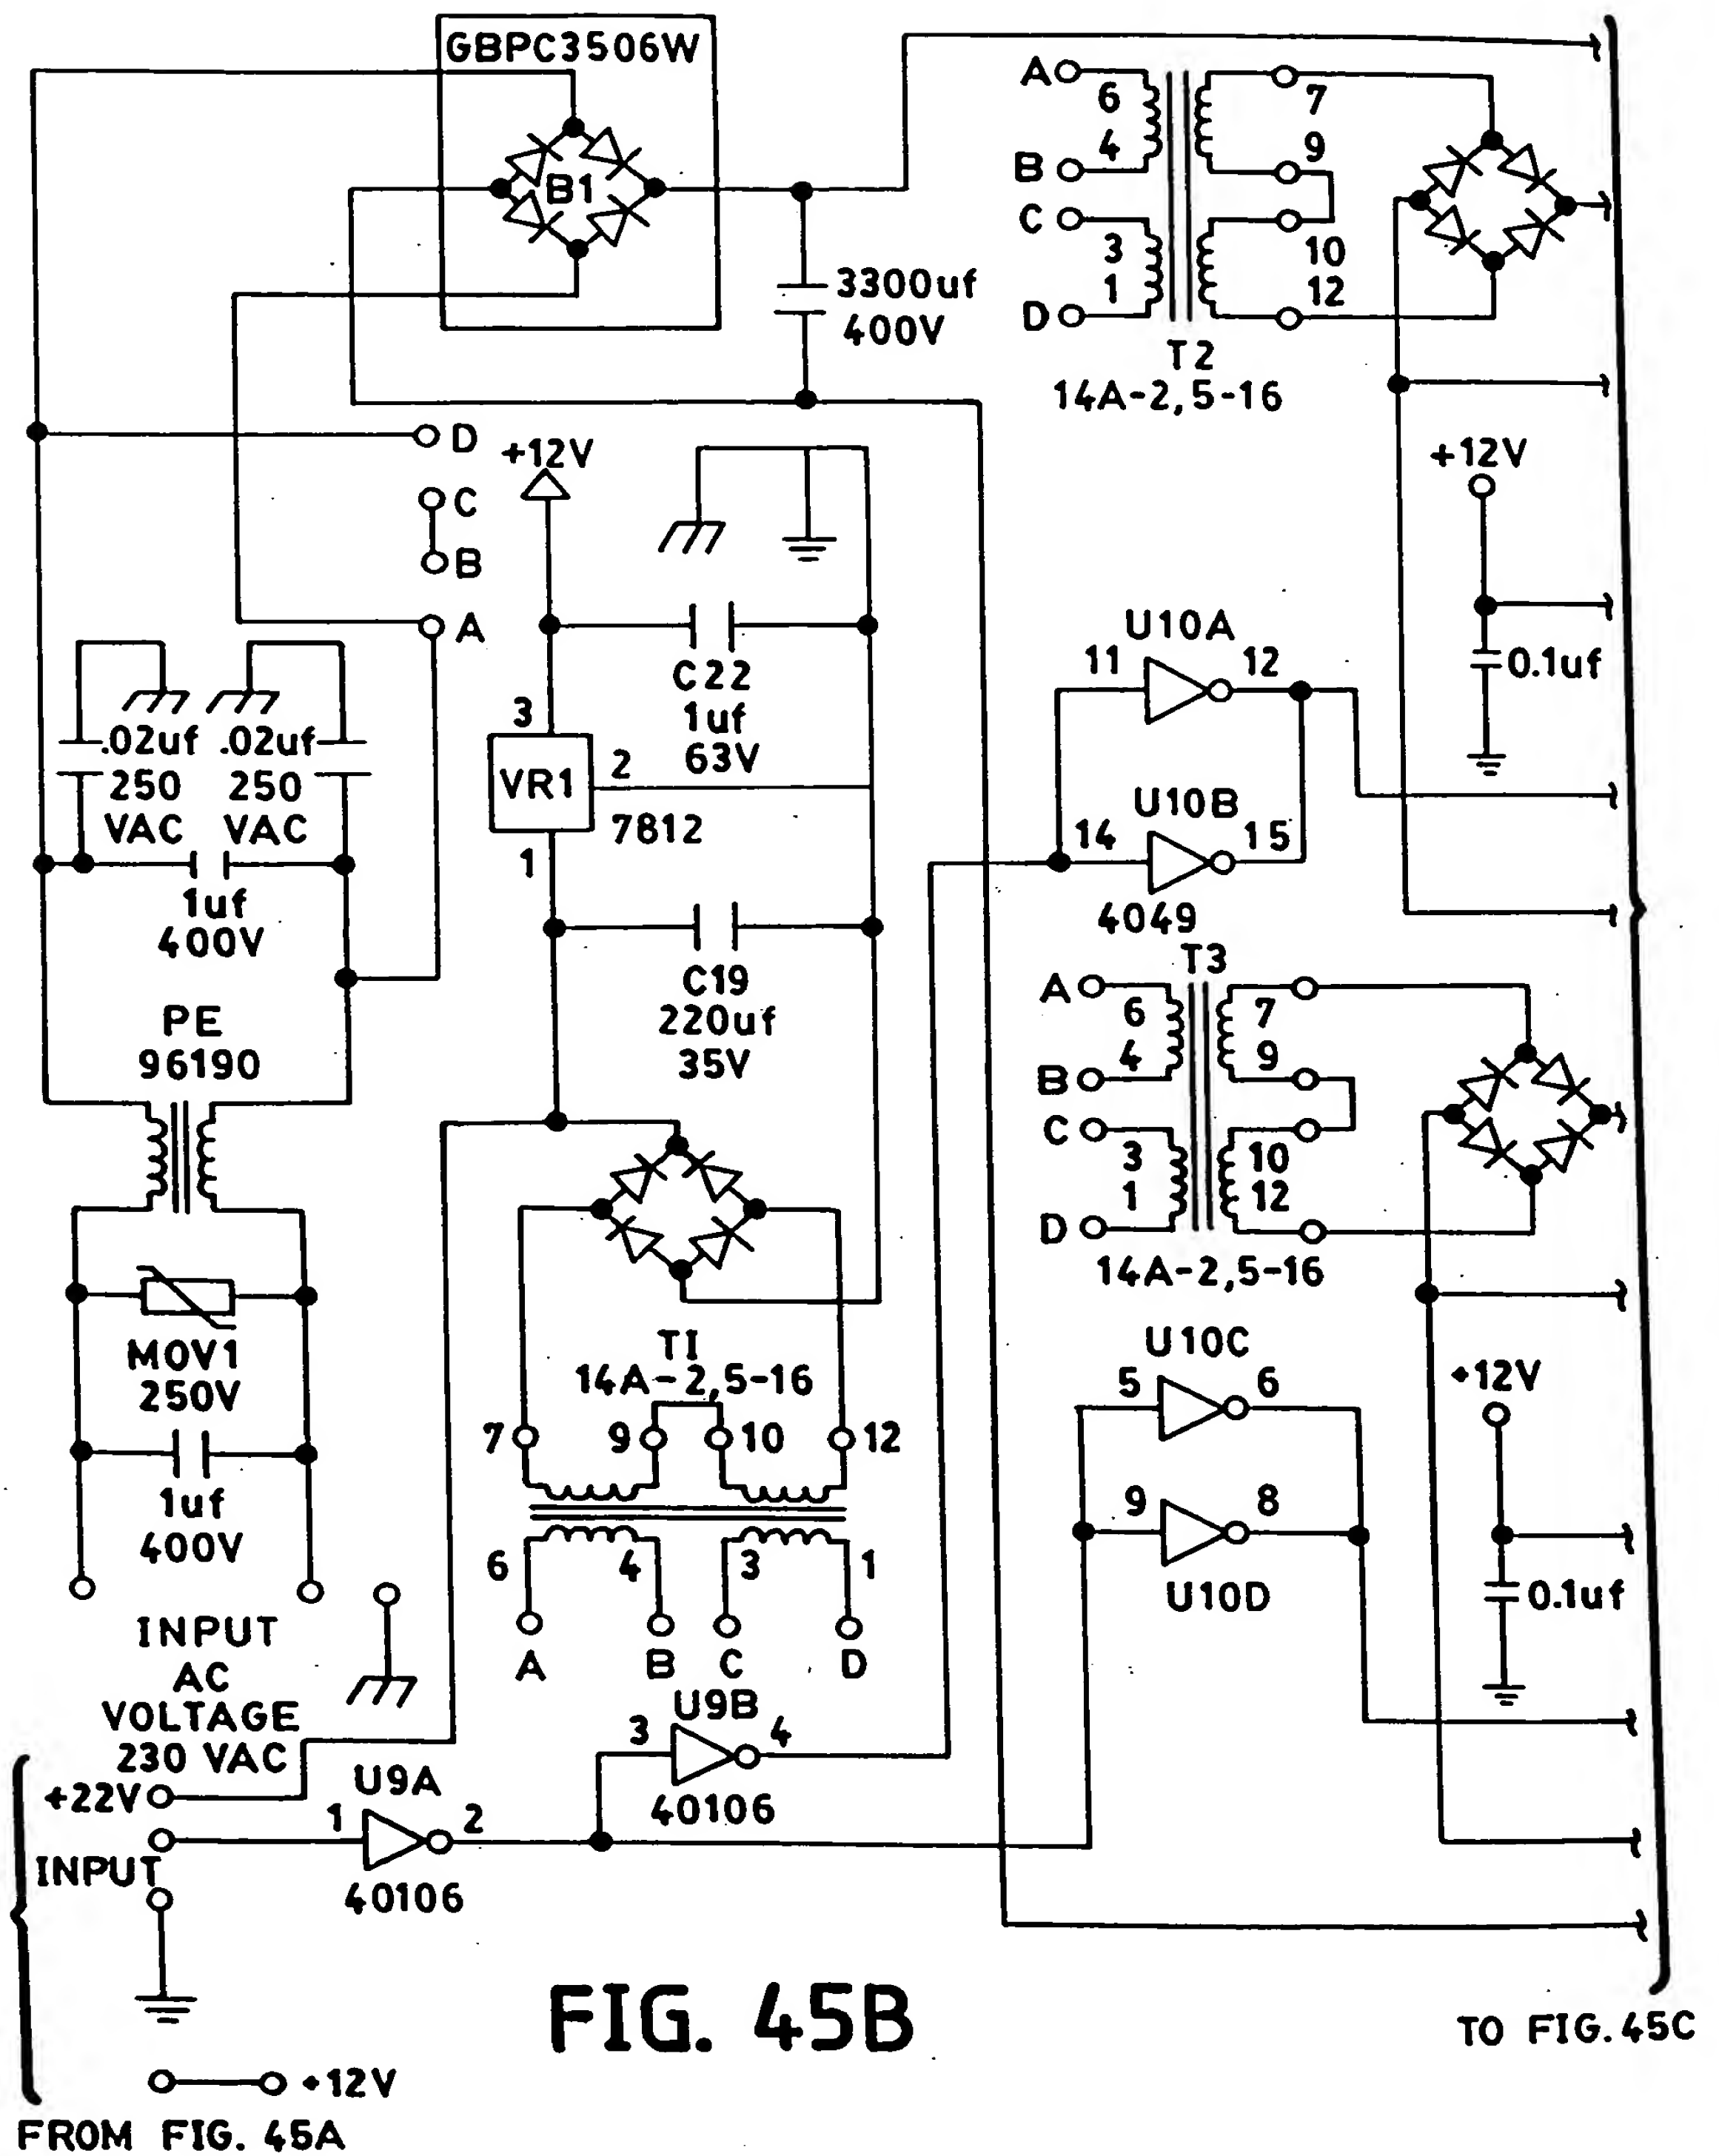 GBPC3506W
B1
3300uf
400V
A
6
4
B
C
3
1
D
7
9
10
12
T2
14A-2,5-16
D
C
B
A
+12V
+12V
0.1uf
.02uf
250
VAC
.02uf
250
VAC
1uf
400V
C22
1uf
63V
3
VR1
2
7812
1
C19
220uf
35V
U10A
11
12
U10B
14
15
4049
PE
96190
T3
A
6
4
B
C
3
1
D
7
9
10
12
14A-2,5-16
MOV1
250V
1uf
400V
TI
14A-2,5-16
7
9
10
12
6
4
3
1
A
B
C
D
U10C
5
6
9
8
U10D
+12V
0.1uf
INPUT
AC
VOLTAGE
230 VAC
+22V
INPUT
U9A
1
2
40106
U9B
3
4
40106
FIG. 45B
TO FIG.45C
+12V
FROM FIG. 45A